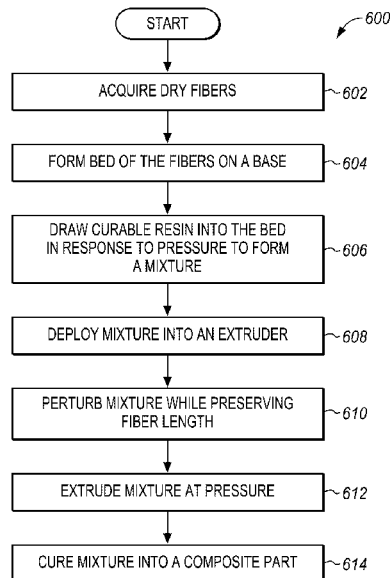 START
600
ACQUIRE DRY FIBERS
602
FORM BED OF THE FIBERS ON A BASE
604
DRAW CURABLE RESIN INTO THE BED
IN RESPONSE TO PRESSURE TO FORM
A MIXTURE
606
DEPLOY MIXTURE INTO AN EXTRUDER
608
PERTURB MIXTURE WHILE PRESERVING
FIBER LENGTH
610
EXTRUDE MIXTURE AT PRESSURE
612
CURE MIXTURE INTO A COMPOSITE PART
614